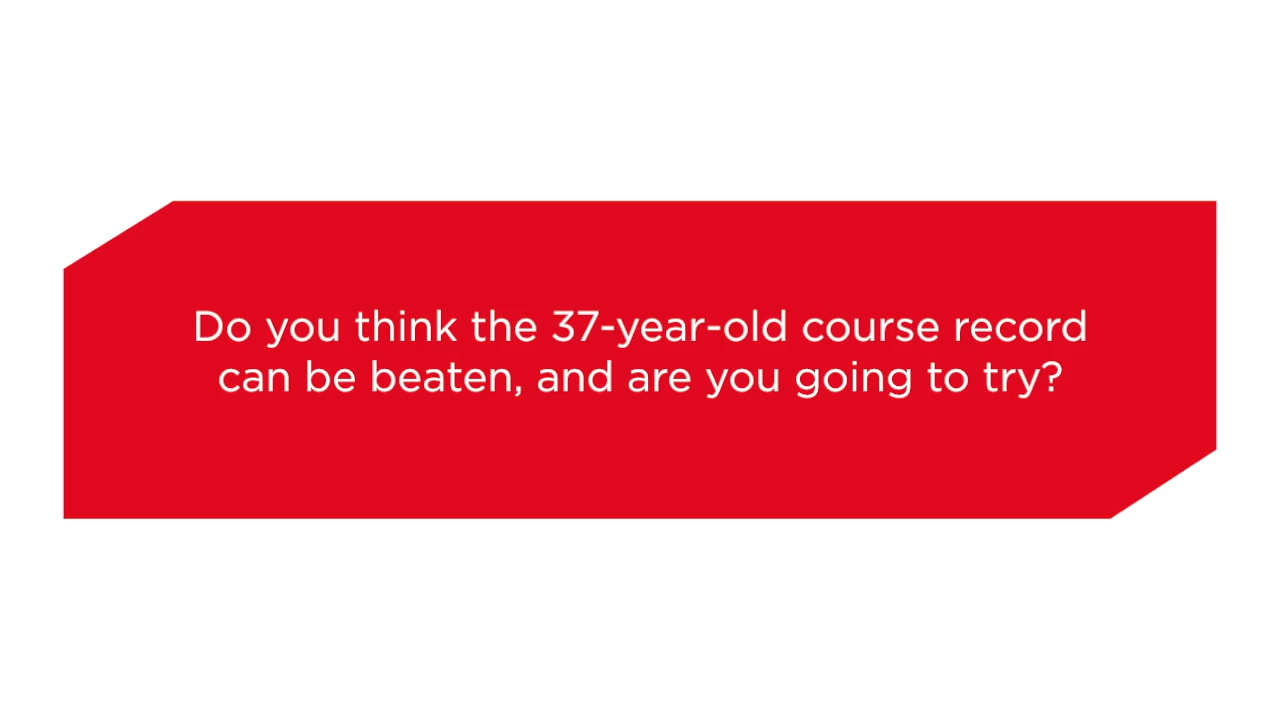 Do you think the 37-year-old course record
can be beaten, and are you going to try?